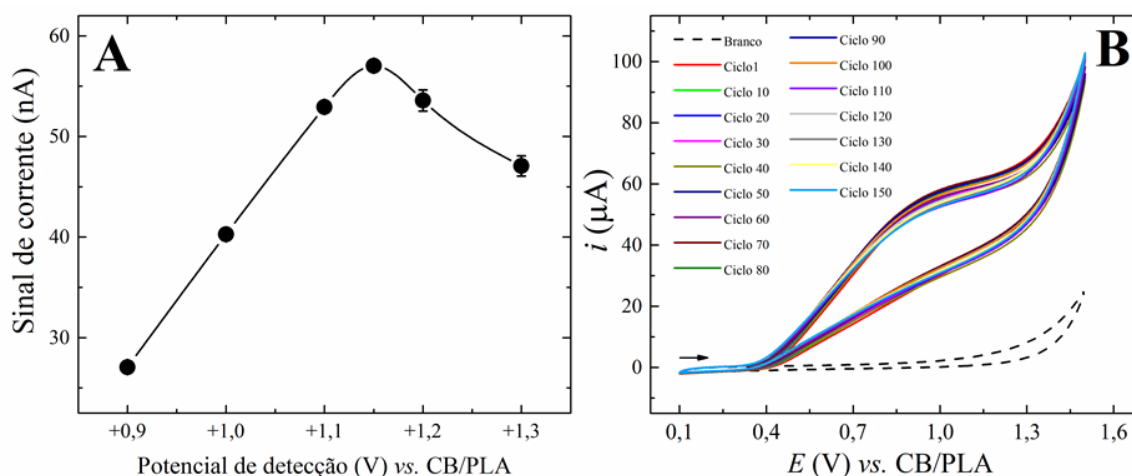 A
Sinal de corrente (nA)
60
50
40
30
+0,9
+1,0
+1,1
+1,2
+1,3
Potencial de detecção (V) vs. CB/PLA
B
i (µA)
100
80
60
40
20
0
0,1
0,4
0,7
1,0
1,3
1,6
E (V) vs. CB/PLA
Branco
Ciclo1
Ciclo 10
Ciclo 20
Ciclo 30
Ciclo 40
Ciclo 50
Ciclo 60
Ciclo 70
Ciclo 80
Ciclo 90
Ciclo 100
Ciclo 110
Ciclo 120
Ciclo 130
Ciclo 140
Ciclo 150